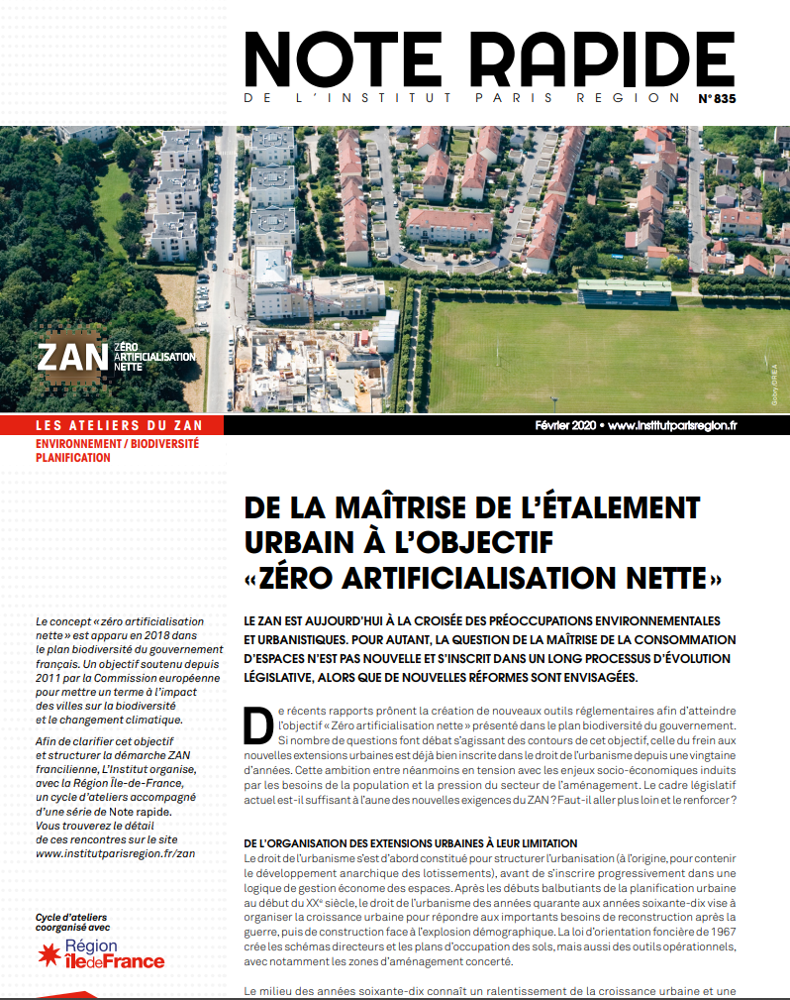 NOTE RAPIDE
DE L'INSTITUT PARIS REGION N° 835
ZAN ZÉRO
ARTIFICIALISATION
NETTE
Gobry/DRIEA
LES ATELIERS DU ZAN
Février 2020 • www.institutparisregion.fr
ENVIRONNEMENT / BIODIVERSITÉ
PLANIFICATION
DE LA MAÎTRISE DE L'ÉTALEMENT
URBAIN À L'OBJECTIF
« ZÉRO ARTIFICIALISATION NETTE »
Le concept « zéro artificialisation
nette » est apparu en 2018 dans
le plan biodiversité du gouvernement
français. Un objectif soutenu depuis
2011 par la Commission européenne
pour mettre un terme à l'impact
des villes sur la biodiversité
et le changement climatique.
Afin de clarifier cet objectif
et structurer la démarche ZAN
francilienne, L'Institut organise,
avec la Région Île-de-France,
un cycle d'ateliers accompagné
d'une série de Note rapide.
Vous trouverez le détail
de ces rencontres sur le site
www.institutparisregion.fr/zan
Cycle d'ateliers
coorganisé avec
Région
îledeFrance
LE ZAN EST AUJOURD'HUI À LA CROISÉE DES PRÉOCCUPATIONS ENVIRONNEMENTALES
ET URBANISTIQUES. POUR AUTANT, LA QUESTION DE LA MAÎTRISE DE LA CONSOMMATION
D'ESPACES N'EST PAS NOUVELLE ET S'INSCRIT DANS UN LONG PROCESSUS D'ÉVOLUTION
LÉGISLATIVE, ALORS QUE DE NOUVELLES RÉFORMES SONT ENVISAGÉES.
De récents rapports prônent la création de nouveaux outils réglementaires afin d'atteindre
l'objectif « Zéro artificialisation nette » présenté dans le plan biodiversité du gouvernement.
Si nombre de questions font débat s'agissant des contours de cet objectif, celle du frein aux
nouvelles extensions urbaines est déjà bien inscrite dans le droit de l'urbanisme depuis une vingtaine
d'années. Cette ambition entre néanmoins en tension avec les enjeux socio-économiques induits
par les besoins de la population et la pression du secteur de l'aménagement. Le cadre législatif
actuel est-il suffisant à l'aune des nouvelles exigences du ZAN ? Faut-il aller plus loin et le renforcer ?
DE L'ORGANISATION DES EXTENSIONS URBAINES À LEUR LIMITATION
Le droit de l'urbanisme s'est d'abord constitué pour structurer l'urbanisation (à l'origine, pour contenir
le développement anarchique des lotissements), avant de s'inscrire progressivement dans une
logique de gestion économe des espaces. Après les débuts balbutiants de la planification urbaine
au début du XXe siècle, le droit de l'urbanisme des années quarante aux années soixante-dix vise à
organiser la croissance urbaine pour répondre aux importants besoins de reconstruction après la
guerre, puis de construction face à l'explosion démographique. La loi d'orientation foncière de 1967
crée les schémas directeurs et les plans d'occupation des sols, mais aussi des outils opérationnels,
avec notamment les zones d'aménagement concerté.
Le milieu des années soixante-dix connaît un ralentissement de la croissance urbaine et une